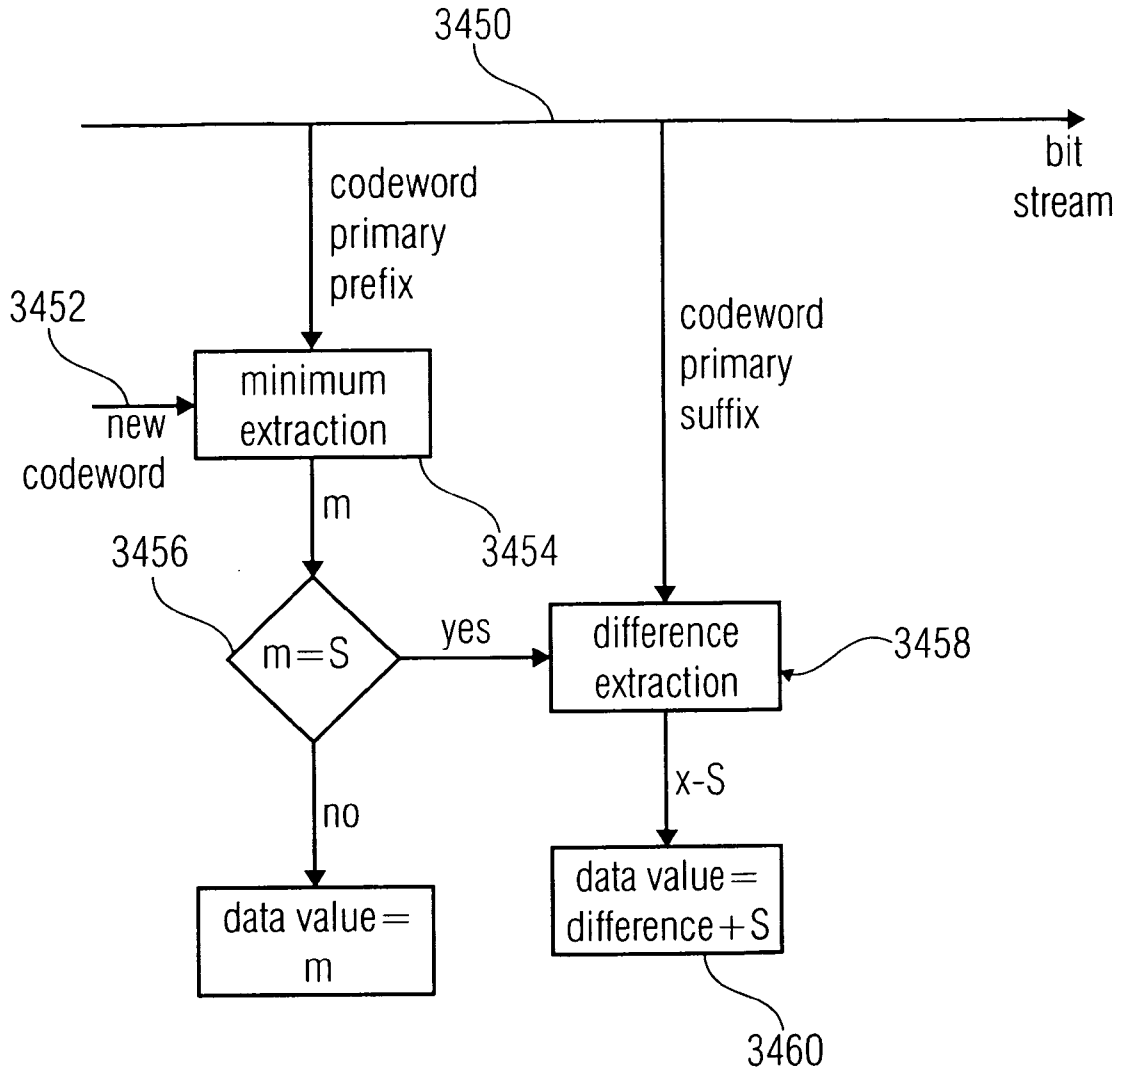 3450
bit
stream
codeword
primary
prefix
3452
codeword
primary
suffix
minimum
extraction
new
codeword
m
3454
3456
m=S
yes
difference
extraction
3458
x-S
no
data value=
difference+S
data value=
m
3460